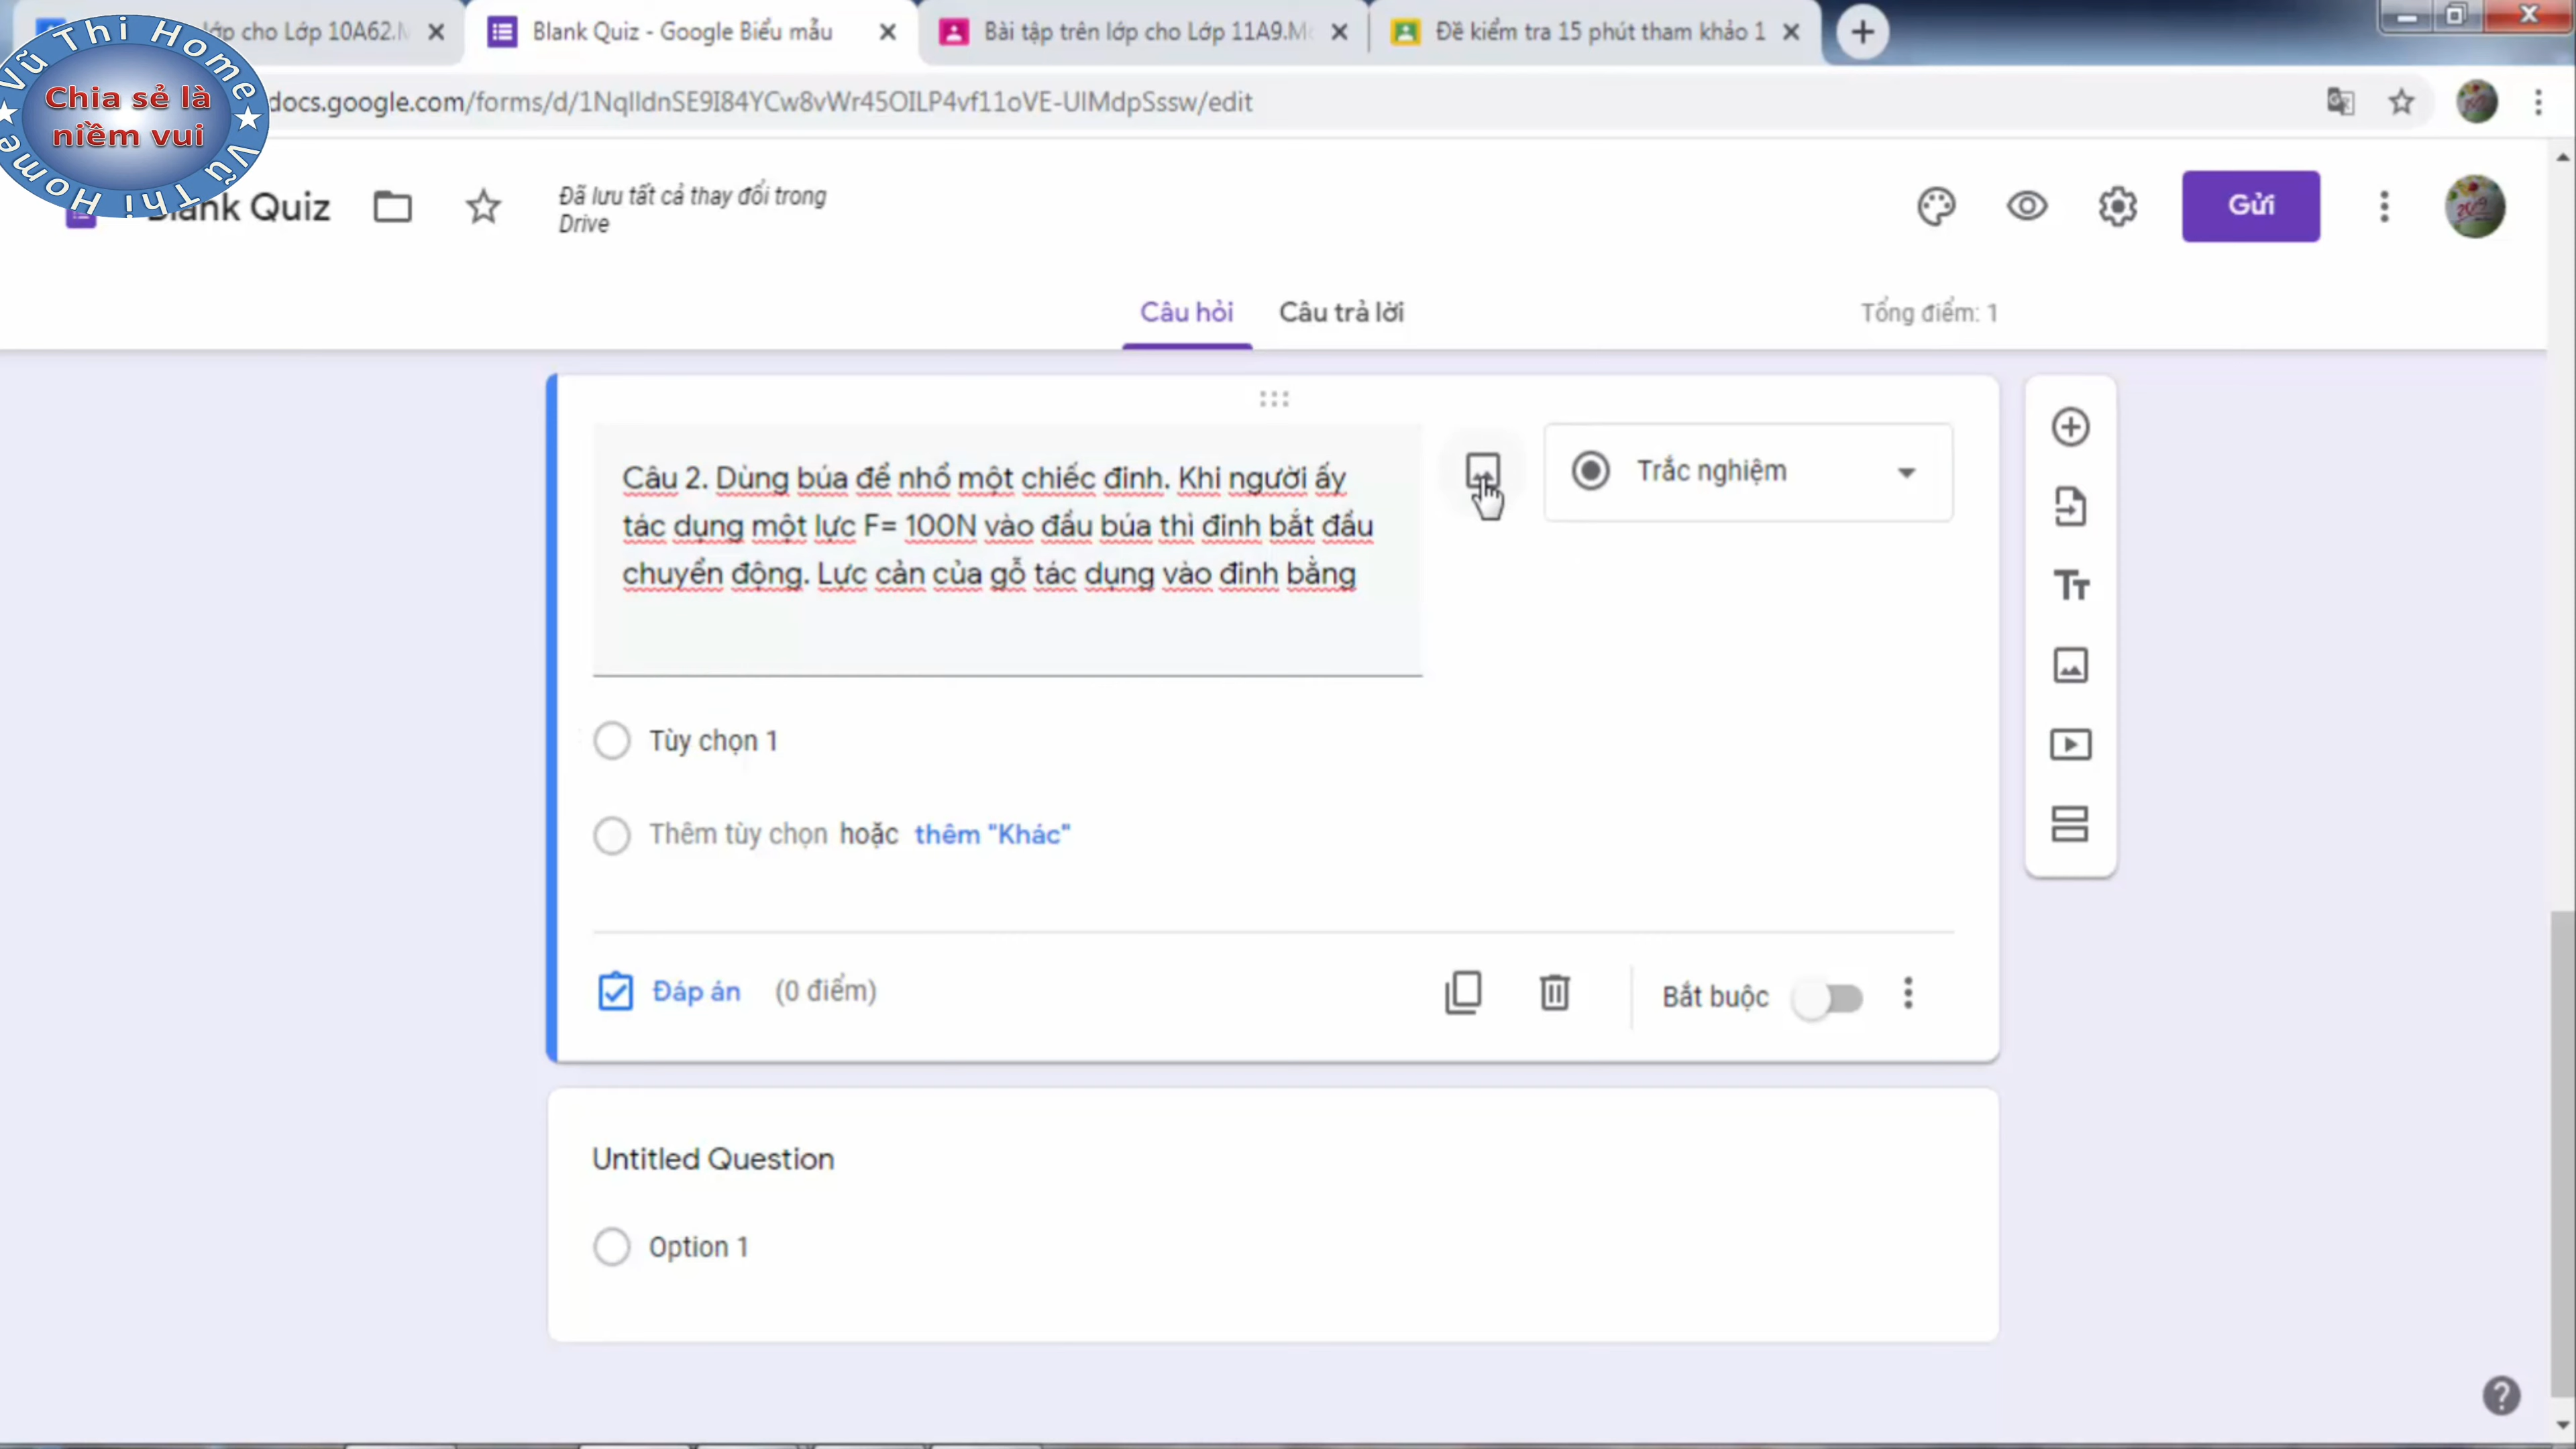 ớp cho Lớp 10A62.M
Blank Quiz - Google Biểu mẫu
Bài tập trên lớp cho Lớp 11A9.Mo
Đề kiểm tra 15 phút tham khảo 1
Vũ Thi Home
Chia sẻ là
niềm vui
Vũ Thi Home
docs.google.com/forms/d/1NqlldnSE9I84YCw8vWr45OILP4vf11oVE-UIMdpSssw/edit
Blank Quiz
Đã lưu tất cả thay đổi trong
Drive
Gửi
Câu hỏi
Câu trả lời
Tổng điểm: 1
Câu 2. Dùng búa để nhổ một chiếc đinh. Khi người ấy
tác dụng một lực F= 100N vào đầu búa thì đinh bắt đầu
chuyển động. Lực cản của gỗ tác dụng vào đinh bằng
Trắc nghiệm
Tùy chọn 1
Thêm tùy chọn hoặc thêm "Khác"
Đáp án (0 điểm)
Bắt buộc
Untitled Question
Option 1